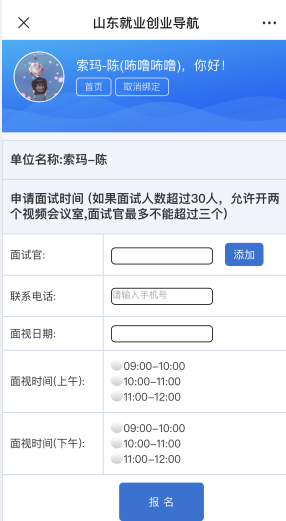 山东就业创业导航
索玛-陈(咘噜咘噜)，你好！
首页 取消绑定
单位名称:索玛-陈
申请面试时间 (如果面试人数超过30人，允许开两
个视频会议室,面试官最多不能超过三个)
面试官: 添加
联系电话: 请输入手机号
面视日期:
面视时间(上午): 09:00-10:00
10:00-11:00
11:00-12:00
面视时间(下午): 09:00-10:00
10:00-11:00
11:00-12:00
报 名